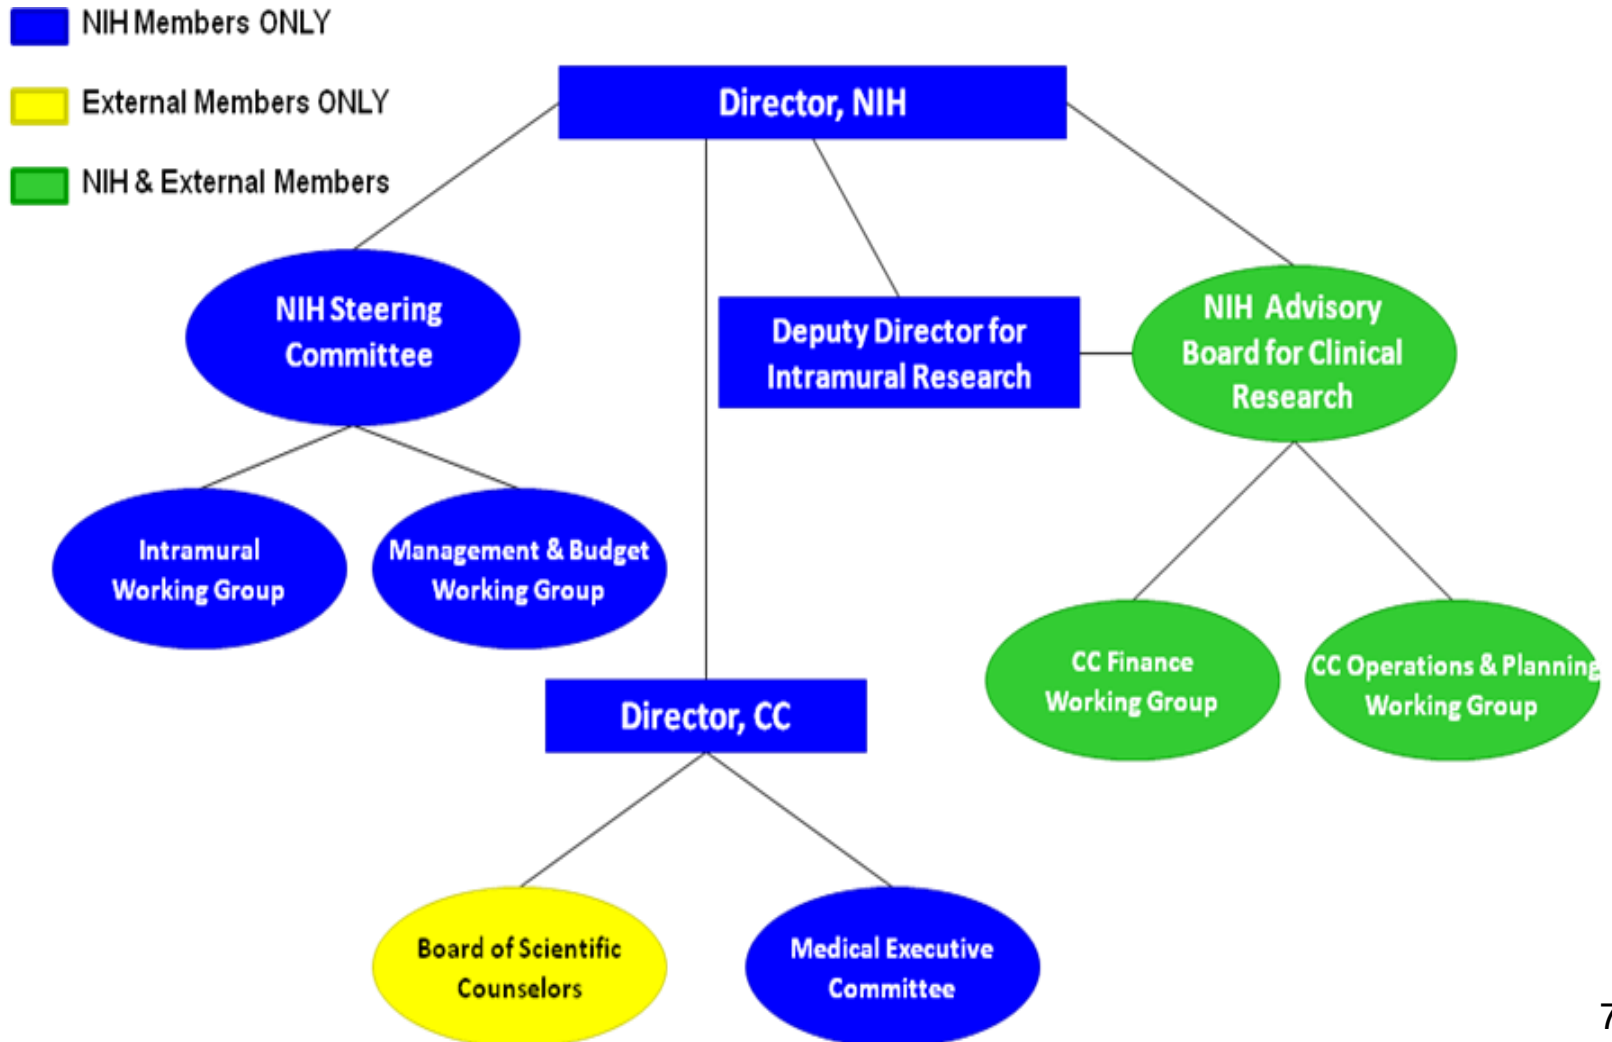 NIH Members ONLY
External Members ONLY
NIH & External Members
Director, NIH
NIH Steering
Committee
Deputy Director for
Intramural Research
NIH Advisory
Board for Clinical
Research
Intramural
Working Group
Management & Budget
Working Group
CC Finance
Working Group
CC Operations & Planning
Working Group
Director, CC
Board of Scientific
Counselors
Medical Executive
Committee
7